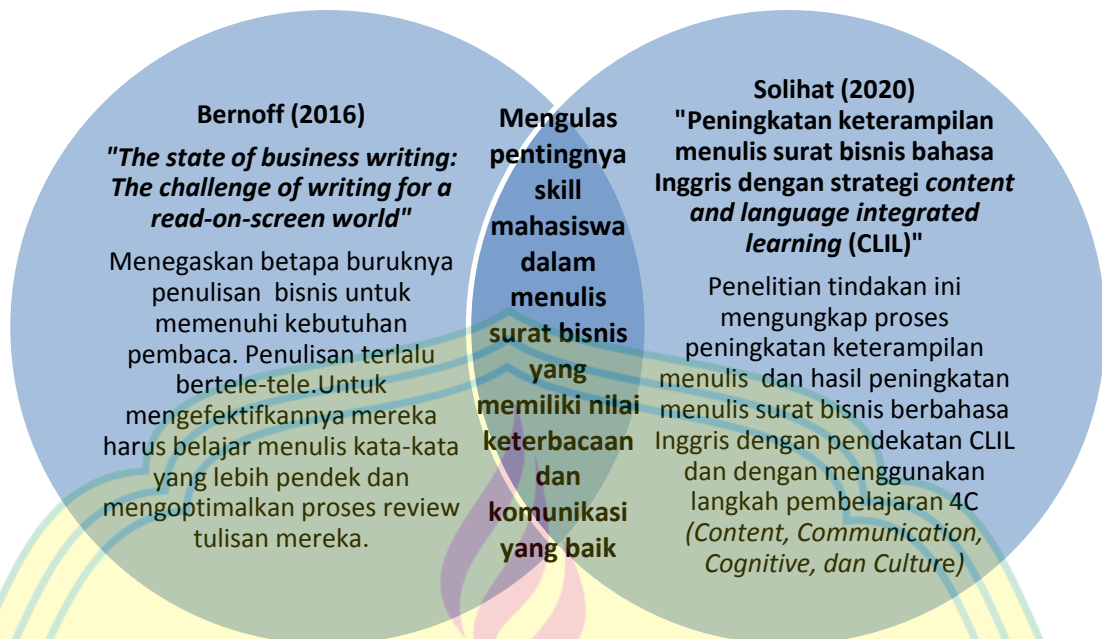 Bernoff (2016)
"The state of business writing:
The challenge of writing for a
read-on-screen world"
Menegaskan betapa buruknya
penulisan bisnis untuk
memenuhi kebutuhan
pembaca. Penulisan terlalu
bertele-tele.Untuk
mengefektifkannya mereka
harus belajar menulis kata-kata
yang lebih pendek dan
mengoptimalkan proses review
tulisan mereka.
Mengulas
pentingnya
skill
mahasiswa
dalam
menulis
surat bisnis
yang
memiliki nilai
keterbacaan
dan
komunikasi
yang baik
Solihat (2020)
"Peningkatan keterampilan
menulis surat bisnis bahasa
Inggris dengan strategi content
and language integrated
learning (CLIL)"
Penelitian tindakan ini
mengungkap proses
peningkatan keterampilan
menulis dan hasil peningkatan
menulis surat bisnis berbahasa
Inggris dengan pendekatan CLIL
dan dengan menggunakan
langkah pembelajaran 4C
(Content, Communication,
Cognitive, dan Culture)